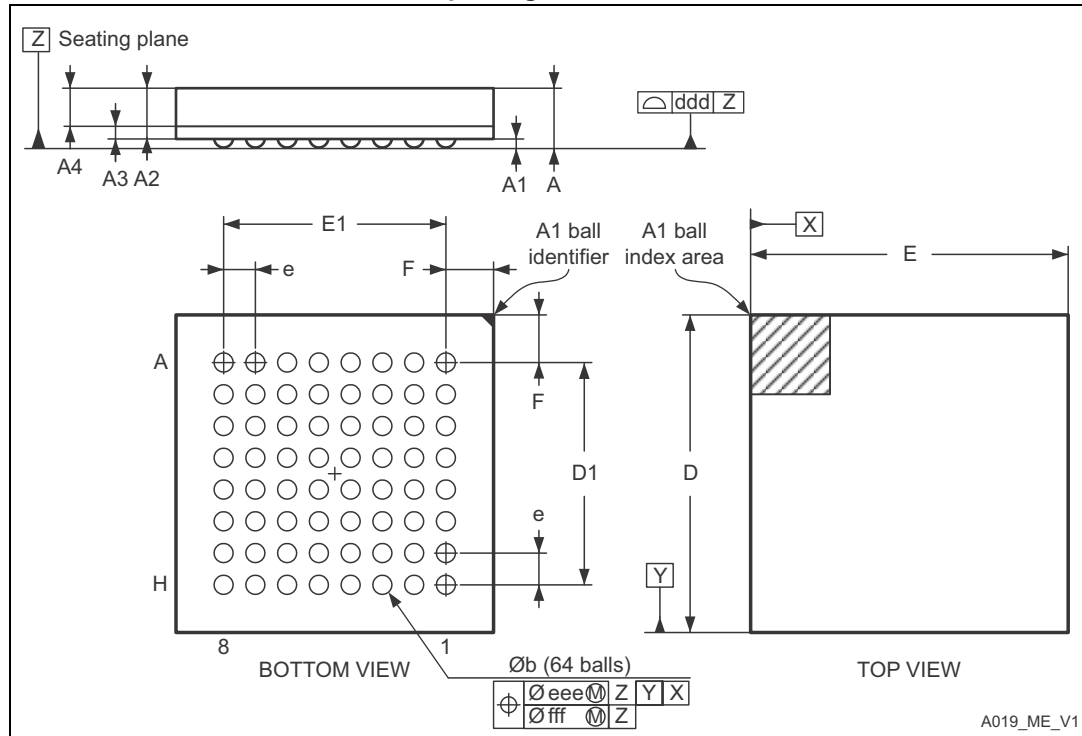 Z Seating plane
ddd Z
A4 A3 A2 A1 A
E1
A1 ball
identifier
A1 ball
index area
X
e F E
A
F
D1 D
e
H
Y
8 1
BOTTOM VIEW
Øb (64 balls)
TOP VIEW
Ø eee Ⓜ Z Y X
Ø fff Ⓜ Z
A019_ME_V1